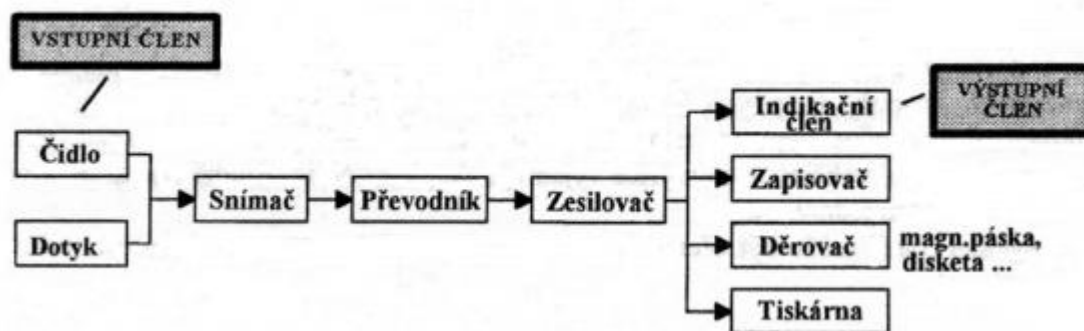 VSTUPNÍ ČLEN
VÝSTUPNÍ
ČLEN
Indikační
člen
Čidlo
Zapisovač
Snímač
Převodník
Zesilovač
Dotyk
Děrovač
magn.páska,
disketa ...
Tiskárna